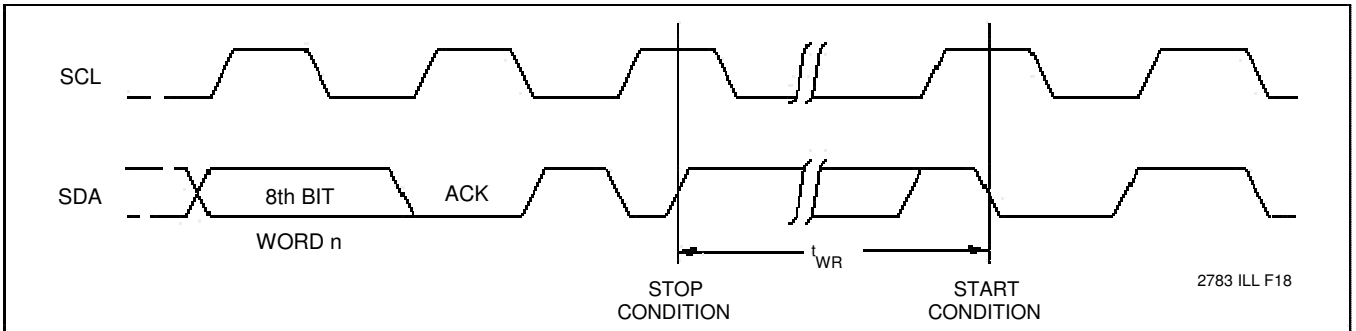 SCL
SDA
8th BIT
ACK
WORD n
tWR
STOP
CONDITION
START
CONDITION
2783 ILL F18